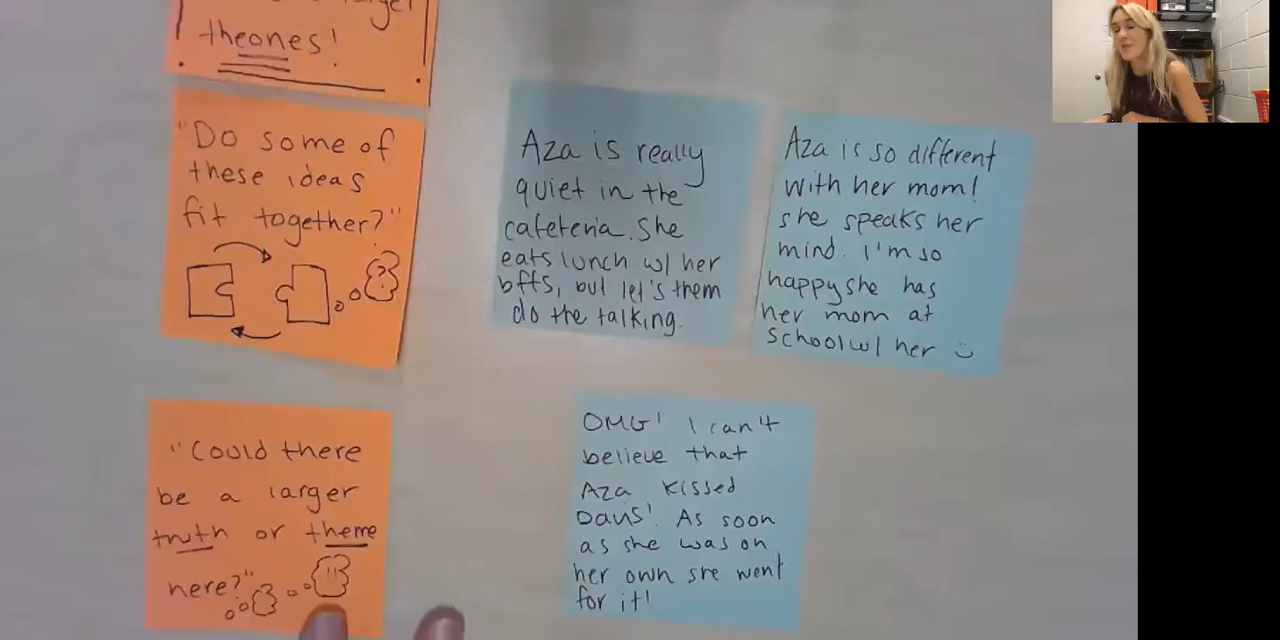 larger
theories!
"Do some of
these ideas
fit together?"
?
Aza is really
quiet in the
cafeteria. She
eats lunch w/ her
bffs, but let's them
do the talking.
Aza is so different
with her mom!
she speaks her
mind. I'm so
happy she has
her mom at
school w/ her
"Could there
be a larger
truth or theme
here?"
!!
OMG! I can't
believe that
Aza kissed
Davis! As soon
as she was on
her own she went
for it!